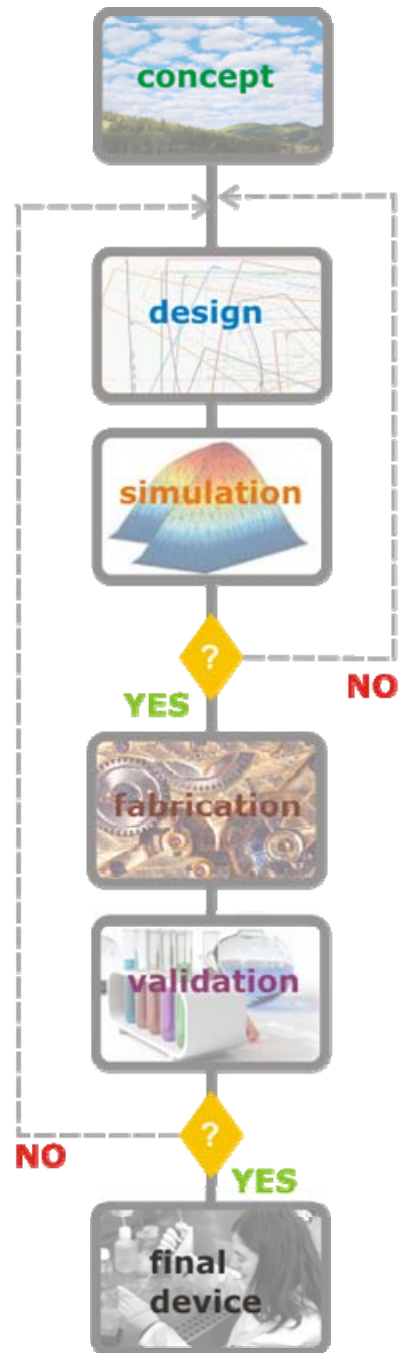 concept
design
simulation
?
NO
YES
fabrication
validation
?
NO
YES
final
device